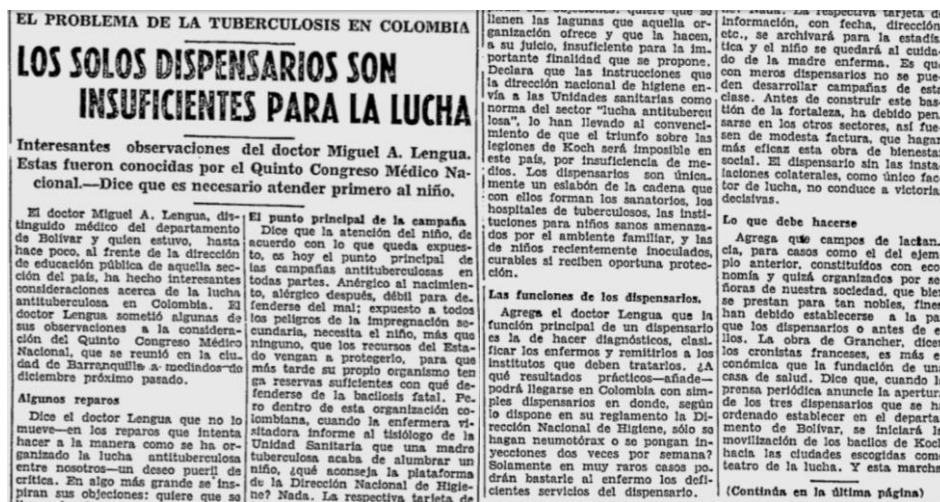 EL PROBLEMA DE LA TUBERCULOSIS EN COLOMBIA
LOS SOLOS DISPENSARIOS SON
INSUFICIENTES PARA LA LUCHA
Interesantes observaciones del doctor Miguel A. Lengua.
Estas fueron conocidas por el Quinto Congreso Médico Na-
cional.—Dice que es necesario atender primero al niño.
El doctor Miguel A. Lengua, dis-
tinguido médico del departamento
de Bolívar y quien estuvo, hasta
hace poco, al frente de la dirección
de educación pública de aquella sec-
ción del país, ha hecho interesantes
consideraciones acerca de la lucha
antituberculosa en Colombia. El
doctor Lengua sometió algunas de
sus observaciones a la considera-
ción del Quinto Congreso Médico
Nacional, que se reunió en la ciu-
dad de Barranquilla a mediados de
diciembre próximo pasado.
Algunos reparos
Dice el doctor Lengua que no lo
mueve—en los reparos que intenta
hacer a la manera como se ha or-
ganizado la lucha antituberculosa
entre nosotros—un deseo pueril de
crítica. En algo más grande se ins-
piran sus objeciones: quiere que se
El punto principal de la campaña
Dice que la atención del niño, de
acuerdo con lo que queda expues-
to, es hoy el punto principal de
las campañas antituberculosas en
todas partes. Anérgico al nacimien-
to, alérgico después, débil para de-
fenderse del mal; expuesto a todos
los peligros de la impregnación se-
cundaria, necesita el niño, más que
ninguno, que los recursos del Esta-
do vengan a protegerlo, para que
más tarde su propio organismo ten
ga reservas suficientes con qué de-
fenderse de la bacilosis fatal. Pe-
ro dentro de esta organización co-
lombiana, cuando la enfermera vi-
sitadora informe al tisiólogo de la
Unidad Sanitaria que una madre
tuberculosa acaba de alumbrar un
niño, ¿qué aconseja la plataforma
de la Dirección Nacional de Higie-
ne? Nada. La respectiva tarjeta de
llenen las lagunas que aquella or-
ganización ofrece y que la hacen,
a su juicio, insuficiente para la im-
portante finalidad que se propone.
Declara que las instrucciones que
la dirección nacional de higiene en-
vía a las Unidades sanitarias como
norma del sector "lucha antitubercu
losa", lo han llevado al convenci-
miento de que el triunfo sobre las
legiones de Koch será imposible en
este país, por insuficiencia de me-
dios. Los dispensarios son única-
mente un eslabón de la cadena que
con ellos forman los sanatorios, los
hospitales de tuberculosos, las insti-
tuciones para niños sanos amenaza-
dos por el ambiente familiar, y las
de niños recientemente inoculados,
curables si reciben oportuna protec-
ción.
Las funciones de los dispensarios.
Agrega el doctor Lengua que la
función principal de un dispensario
es la de hacer diagnósticos, clasi-
ficar los enfermos y remitirlos a los
institutos que deben tratarlos. ¿A
qué resultados prácticos—añade—
podrá llegarse en Colombia con sim-
ples dispensarios en donde, según
lo dispone en su reglamento la Di-
rección Nacional de Higiene, sólo se
hagan neumotórax o se pongan in-
yecciones dos veces por semana?
Solamente en muy raros casos po-
drán bastarle al enfermo los defi-
cientes servicios del dispensario.
ne? Nada. La respectiva tarjeta de
información, con fecha, dirección
etc., se archivará para la estadís-
tica y el niño se quedará al cuida-
do de la madre enferma. Es que
con meros dispensarios no se pue-
den desarrollar campañas de esta
clase. Antes de construir este bas-
tión de la fortaleza, ha debido pen-
sarse en los otros sectores, así fue-
sen de modesta factura, que hagan
más eficaz esta obra de bienestar
social. El dispensario sin las insta-
laciones colaterales, como único fac-
tor de lucha, no conduce a victorias
decisivas.
Lo que debe hacerse
Agrega que campos de lactan-
cia, para casos como el del ejem-
plo anterior, constituídos con eco-
nomía y quizá organizados por se-
ñoras de nuestra sociedad, que bien
se prestan para tan nobles, fines
han debido establecerse a la par
que los dispensarios o antes de e-
llos. La obra de Grancher, dicen
los cronistas franceses, es más e-
conómica que la fundación de una
casa de salud. Dice que, cuando la
prensa periódica anuncie la apertura
de los tres dispensarios que se ha
ordenado establecer en el departa-
mento de Bolívar, se iniciará la
movilización de los bacilos de Koch
hacia las ciudades escogidas como
teatro de la lucha. Y esta marcha
(Continúa en la última página)